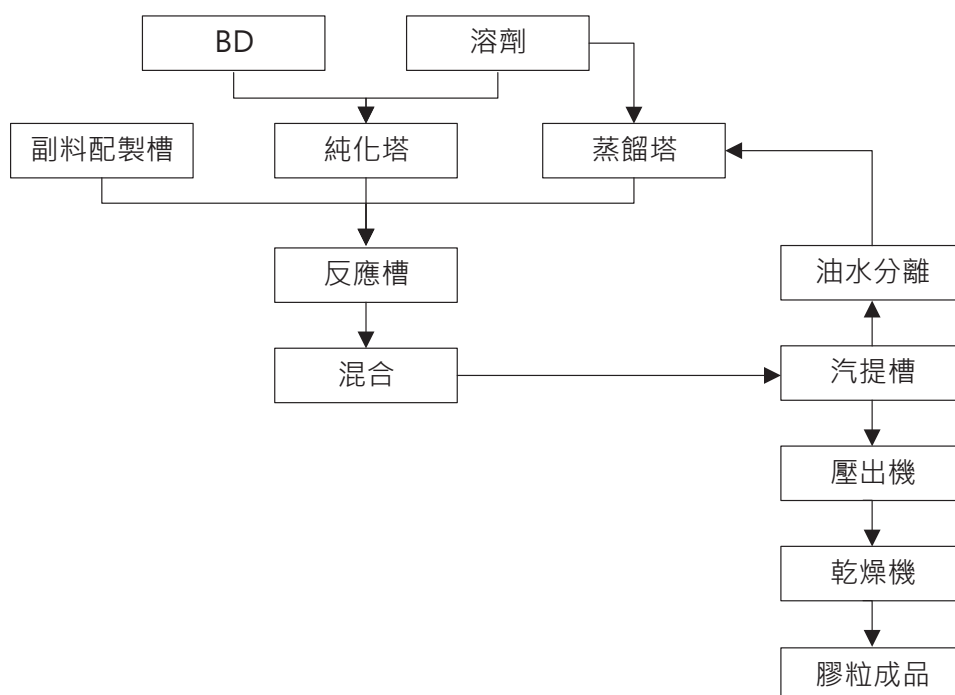 BD
溶劑
副料配製槽
純化塔
蒸餾塔
反應槽
油水分離
混合
汽提槽
壓出機
乾燥機
膠粒成品